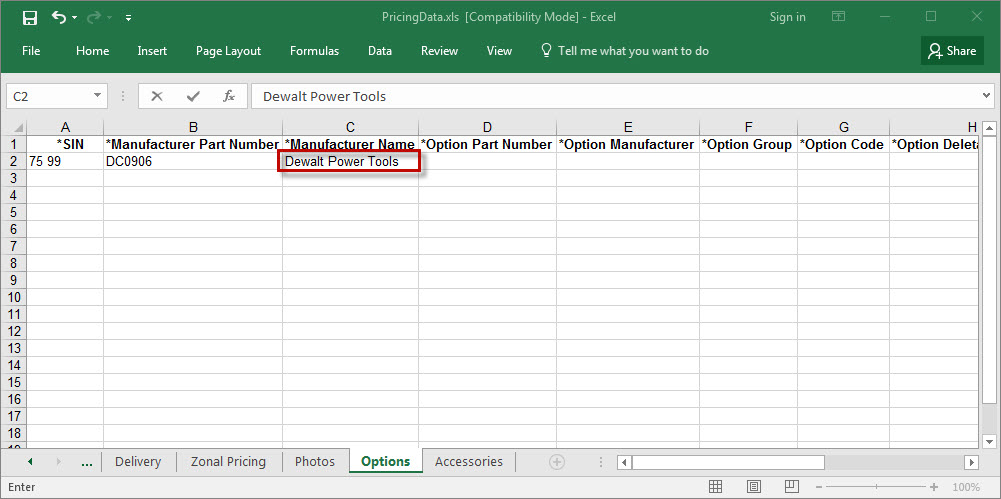 PricingData.xls [Compatibility Mode] - Excel
Sign in
File Home Insert Page Layout Formulas Data Review View Tell me what you want to do Share
C2 fx Dewalt Power Tools
A B C D E F G H
1 *SIN *Manufacturer Part Number *Manufacturer Name *Option Part Number *Option Manufacturer *Option Group *Option Code *Option Deleta
2 75 99 DC0906 Dewalt Power Tools
3
4
5
6
7
8
9
10
11
12
13
14
15
16
17
18
... Delivery Zonal Pricing Photos Options Accessories
Enter 100%